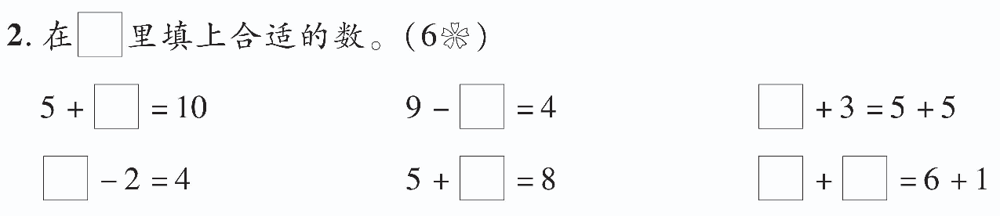 2. 在□里填上合适的数。(6❀)
5 + □ = 10 9 - □ = 4 □ + 3 = 5 + 5
□ - 2 = 4 5 + □ = 8 □ + □ = 6 + 1